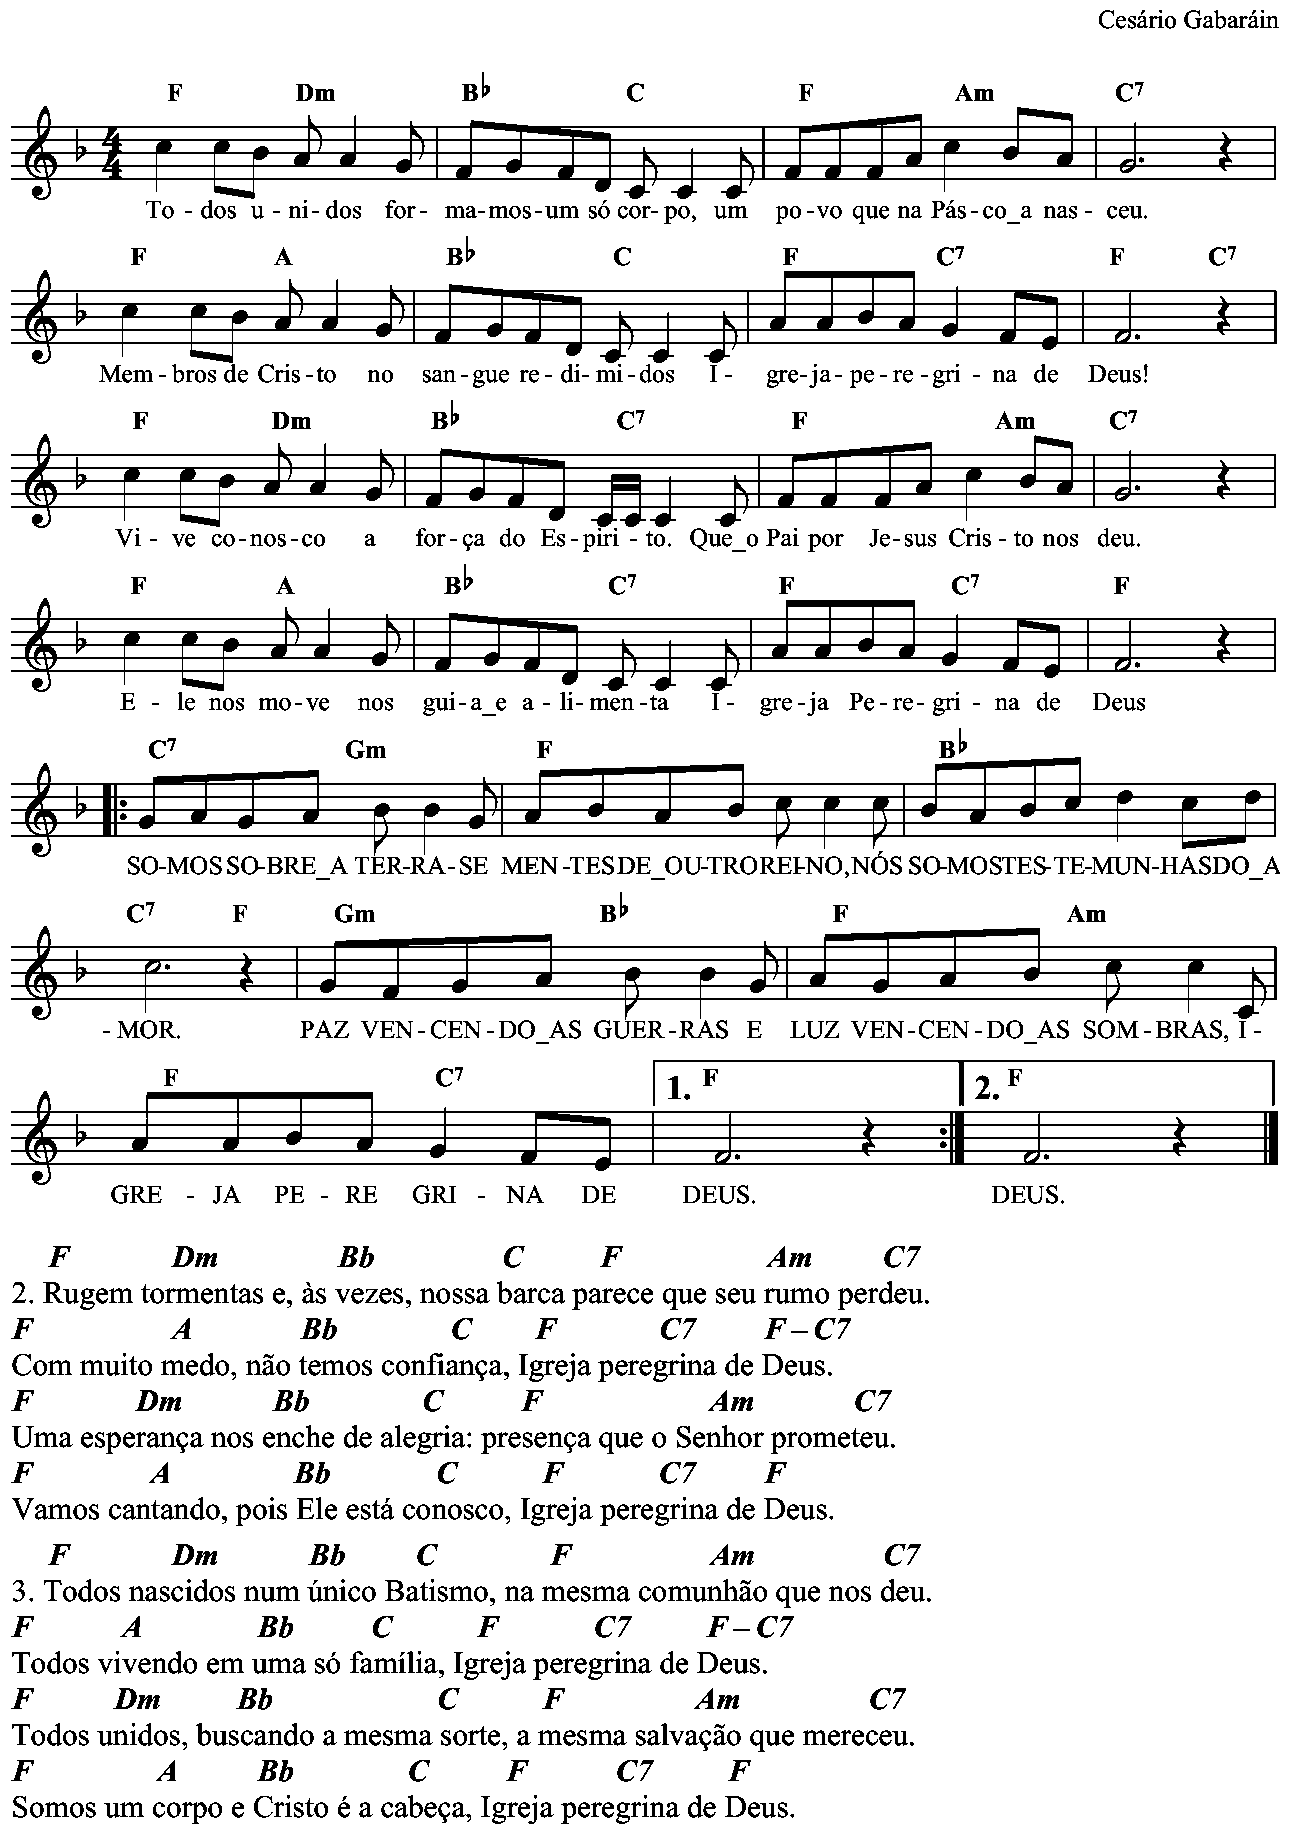 Cesário Gabaráin
F Dm B♭ C F Am C7
To - dos u - ni - dos for - ma-mos-um só cor-po, um po-vo que na Pás-co_a nas - ceu.
F A B♭ C F C7 F C7
Mem - bros de Cris - to no san-gue re - di - mi-dos I - gre-ja-pe-re-gri - na de Deus!
F Dm B♭ C7 F Am C7
Vi - ve co-nos-co a for-ça do Es-piri - to. Que_o Pai por Je-sus Cris - to nos deu.
F A B♭ C7 F C7 F
E - le nos mo-ve nos gui-a_e a-li-men-ta I - gre-ja Pe-re-gri - na de Deus
C7 Gm F B♭
SO-MOS SO-BRE_A TER-RA-SE MEN-TES DE_OU-TRO REI-NO, NÓS SO-MOS TES-TE-MUN-HAS DO_A
C7 F Gm B♭ F Am
- MOR. PAZ VEN-CEN-DO_AS GUER-RAS E LUZ VEN-CEN-DO_AS SOM-BRAS, I -
F C7 1. F 2. F
GRE - JA PE - RE GRI - NA DE DEUS. DEUS.
F Dm Bb C F Am C7
2. Rugem tormentas e, às vezes, nossa barca parece que seu rumo perdeu.
F A Bb C F C7 F – C7
Com muito medo, não temos confiança, Igreja peregrina de Deus.
F Dm Bb C F Am C7
Uma esperança nos enche de alegria: presença que o Senhor prometeu.
F A Bb C F C7 F
Vamos cantando, pois Ele está conosco, Igreja peregrina de Deus.
F Dm Bb C F Am C7
3. Todos nascidos num único Batismo, na mesma comunhão que nos deu.
F A Bb C F C7 F – C7
Todos vivendo em uma só família, Igreja peregrina de Deus.
F Dm Bb C F Am C7
Todos unidos, buscando a mesma sorte, a mesma salvação que mereceu.
F A Bb C F C7 F
Somos um corpo e Cristo é a cabeça, Igreja peregrina de Deus.